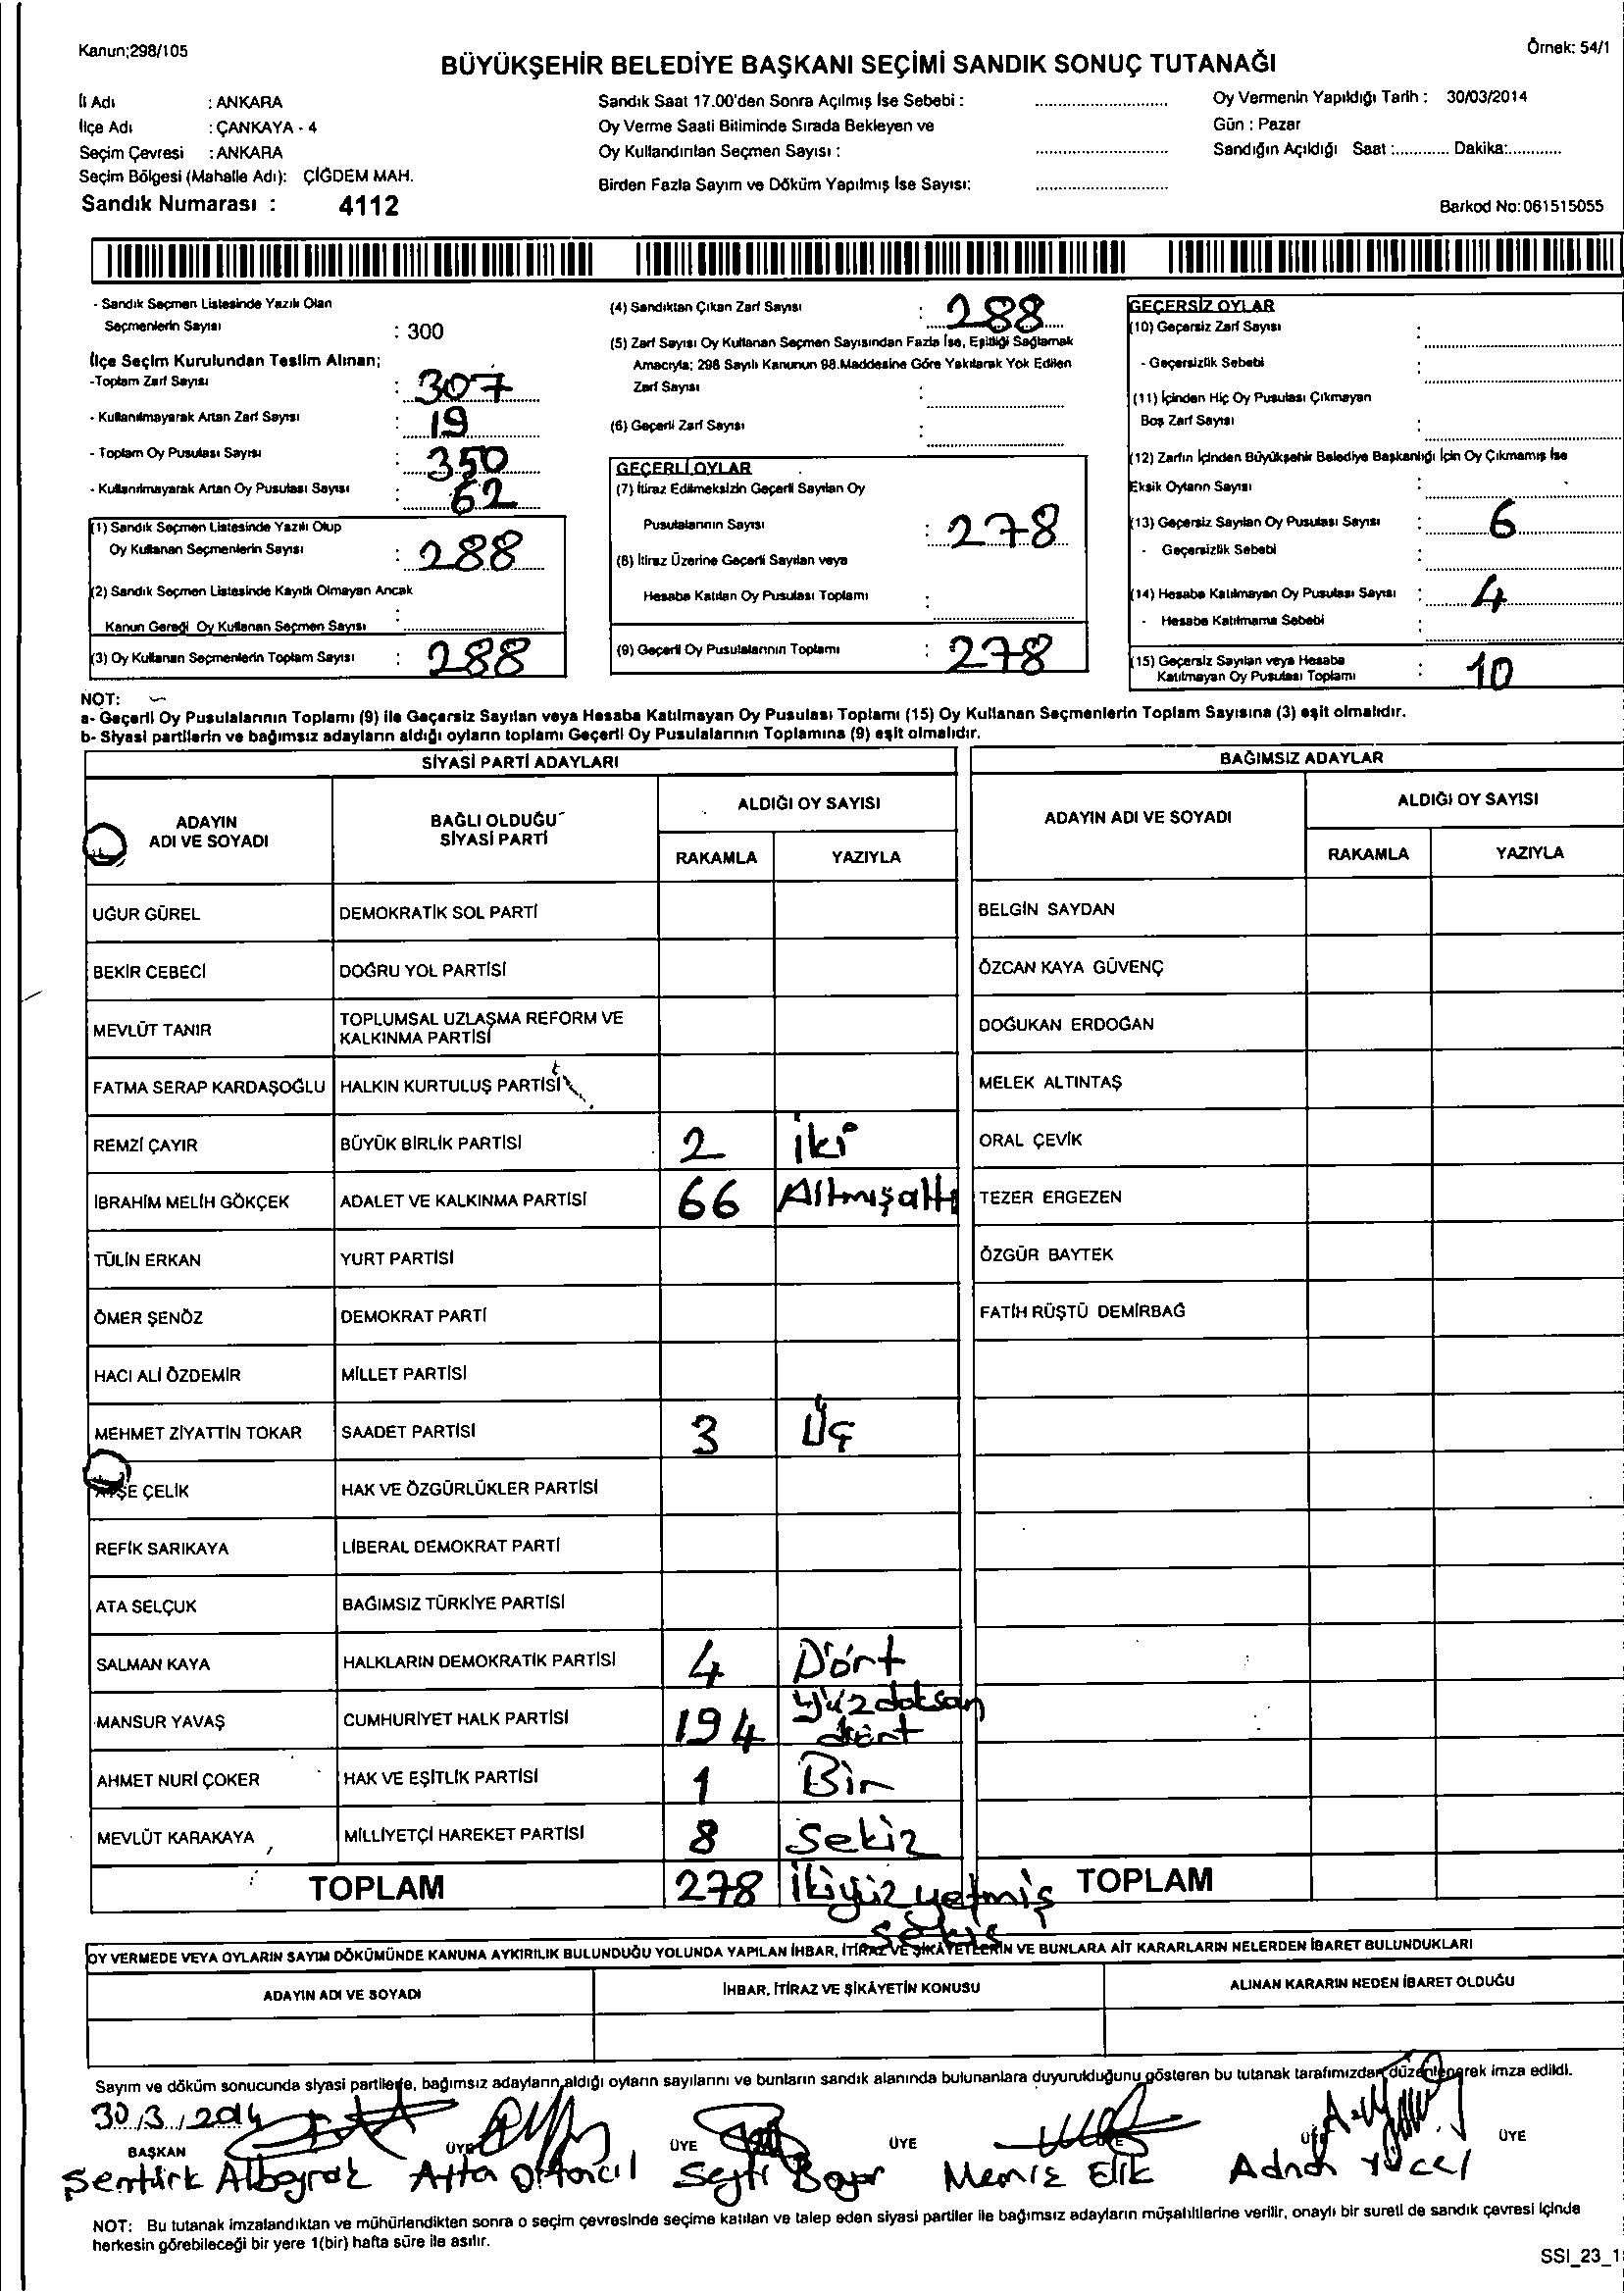 Kanun;298/105
Örnek: 54/1
BÜYÜKŞEHİR BELEDİYE BAŞKANI SEÇİMİ SANDIK SONUÇ TUTANAĞI
İl Adı : ANKARA
İlçe Adı : ÇANKAYA - 4
Seçim Çevresi : ANKARA
Seçim Bölgesi (Mahalle Adı): ÇİĞDEM MAH.
Sandık Numarası : 4112
Sandık Saat 17.00'den Sonra Açılmış İse Sebebi :
Oy Verme Saati Bitiminde Sırada Bekleyen ve
Oy Kullandırılan Seçmen Sayısı :
Birden Fazla Sayım ve Döküm Yapılmış İse Sayısı:
Oy Vermenin Yapıldığı Tarih : 30/03/2014
Gün : Pazar
Sandığın Açıldığı Saat :............ Dakika:............
Barkod No:061515055
- Sandık Seçmen Listesinde Yazılı Olan
Seçmenlerin Sayısı : 300
İlçe Seçim Kurulundan Teslim Alınan;
-Toplam Zarf Sayısı : 307
- Kullanılmayarak Artan Zarf Sayısı : 19
- Toplam Oy Pusulası Sayısı : 350
- Kullanılmayarak Artan Oy Pusulası Sayısı : 62
(1) Sandık Seçmen Listesinde Yazılı Olup
Oy Kullanan Seçmenlerin Sayısı : 288
(2) Sandık Seçmen Listesinde Kayıtlı Olmayan Ancak
Kanun Gereği Oy Kullanan Seçmen Sayısı :
(3) Oy Kullanan Seçmenlerin Toplam Sayısı : 288
(4) Sandıktan Çıkan Zarf Sayısı : 288
(5) Zarf Sayısı Oy Kullanan Seçmen Sayısından Fazla İse, Eşitliği Sağlamak
Amacıyla; 298 Sayılı Kanunun 98.Maddesine Göre Yakılarak Yok Edilen
Zarf Sayısı :
(6) Geçerli Zarf Sayısı :
GEÇERLİ OYLAR
(7) İtiraz Edilmeksizin Geçerli Sayılan Oy
Pusulalarının Sayısı : 278
(8) İtiraz Üzerine Geçerli Sayılan veya
Hesaba Katılan Oy Pusulası Toplamı :
(9) Geçerli Oy Pusulalarının Toplamı : 278
GEÇERSİZ OYLAR
(10) Geçersiz Zarf Sayısı :
- Geçersizlik Sebebi :
(11) İçinden Hiç Oy Pusulası Çıkmayan
Boş Zarf Sayısı :
(12) Zarfın İçinden Büyükşehir Belediye Başkanlığı İçin Oy Çıkmamış İse
Eksik Oyların Sayısı :
(13) Geçersiz Sayılan Oy Pusulası Sayısı : 6
- Geçersizlik Sebebi :
(14) Hesaba Katılmayan Oy Pusulası Sayısı : 4
- Hesaba Katılmama Sebebi :
(15) Geçersiz Sayılan veya Hesaba
Katılmayan Oy Pusulası Toplamı : 10
NOT:
a- Geçerli Oy Pusulalarının Toplamı (9) ile Geçersiz Sayılan veya Hesaba Katılmayan Oy Pusulası Toplamı (15) Oy Kullanan Seçmenlerin Toplam Sayısına (3) eşit olmalıdır.
b- Siyasi partilerin ve bağımsız adayların aldığı oyların toplamı Geçerli Oy Pusulalarının Toplamına (9) eşit olmalıdır.
SİYASİ PARTİ ADAYLARI
BAĞIMSIZ ADAYLAR
ADAYIN
ADI VE SOYADI
BAĞLI OLDUĞU
SİYASİ PARTİ
ALDIĞI OY SAYISI
RAKAMLA YAZIYLA
ADAYIN ADI VE SOYADI
ALDIĞI OY SAYISI
RAKAMLA YAZIYLA
UĞUR GÜREL DEMOKRATİK SOL PARTİ BELGİN SAYDAN
BEKİR CEBECİ DOĞRU YOL PARTİSİ ÖZCAN KAYA GÜVENÇ
MEVLÜT TANIR TOPLUMSAL UZLAŞMA REFORM VE
KALKINMA PARTİSİ DOĞUKAN ERDOĞAN
FATMA SERAP KARDAŞOĞLU HALKIN KURTULUŞ PARTİSİ MELEK ALTINTAŞ
REMZİ ÇAYIR BÜYÜK BİRLİK PARTİSİ 2 iki ORAL ÇEVİK
İBRAHİM MELİH GÖKÇEK ADALET VE KALKINMA PARTİSİ 66 Altmışaltı TEZER ERGEZEN
TÜLİN ERKAN YURT PARTİSİ ÖZGÜR BAYTEK
ÖMER ŞENÖZ DEMOKRAT PARTİ FATİH RÜŞTÜ DEMİRBAĞ
HACI ALİ ÖZDEMİR MİLLET PARTİSİ
MEHMET ZİYATTİN TOKAR SAADET PARTİSİ 3 Üç
AYŞE ÇELİK HAK VE ÖZGÜRLÜKLER PARTİSİ
REFİK SARIKAYA LİBERAL DEMOKRAT PARTİ
ATA SELÇUK BAĞIMSIZ TÜRKİYE PARTİSİ
SALMAN KAYA HALKLARIN DEMOKRATİK PARTİSİ 4 Dört
MANSUR YAVAŞ CUMHURİYET HALK PARTİSİ 194 yüzdoksan
dört
AHMET NURİ ÇOKER HAK VE EŞİTLİK PARTİSİ 1 Bir
MEVLÜT KARAKAYA MİLLİYETÇİ HAREKET PARTİSİ 8 Sekiz
TOPLAM 278 İkiyüz yetmiş TOPLAM
sekiz
OY VERMEDE VEYA OYLARIN SAYIM DÖKÜMÜNDE KANUNA AYKIRILIK BULUNDUĞU YOLUNDA YAPILAN İHBAR, İTİRAZ VE ŞİKAYETLERİN VE BUNLARA AİT KARARLARIN NELERDEN İBARET BULUNDUKLARI
ADAYIN ADI VE SOYADI İHBAR, İTİRAZ VE ŞİKÂYETİN KONUSU ALINAN KARARIN NEDEN İBARET OLDUĞU
Sayım ve döküm sonucunda siyasi partilerle, bağımsız adayların aldığı oyların sayılarını ve bunların sandık alanında bulunanlara duyurulduğunu gösteren bu tutanak tarafımızdan düzenlenerek imza edildi.
30/3/2014
BAŞKAN ÜYE ÜYE ÜYE ÜYE ÜYE ÜYE
Şentürk Albayrak Seyfi Adnan Yücel
NOT: Bu tutanak imzalandıktan ve mühürlendikten sonra o seçim çevresinde seçime katılan ve talep eden siyasi partiler ile bağımsız adayların müşahitlerine verilir, onaylı bir sureti de sandık çevresi içinde
herkesin görebileceği bir yere 1(bir) hafta süre ile asılır.
SSI_23_1